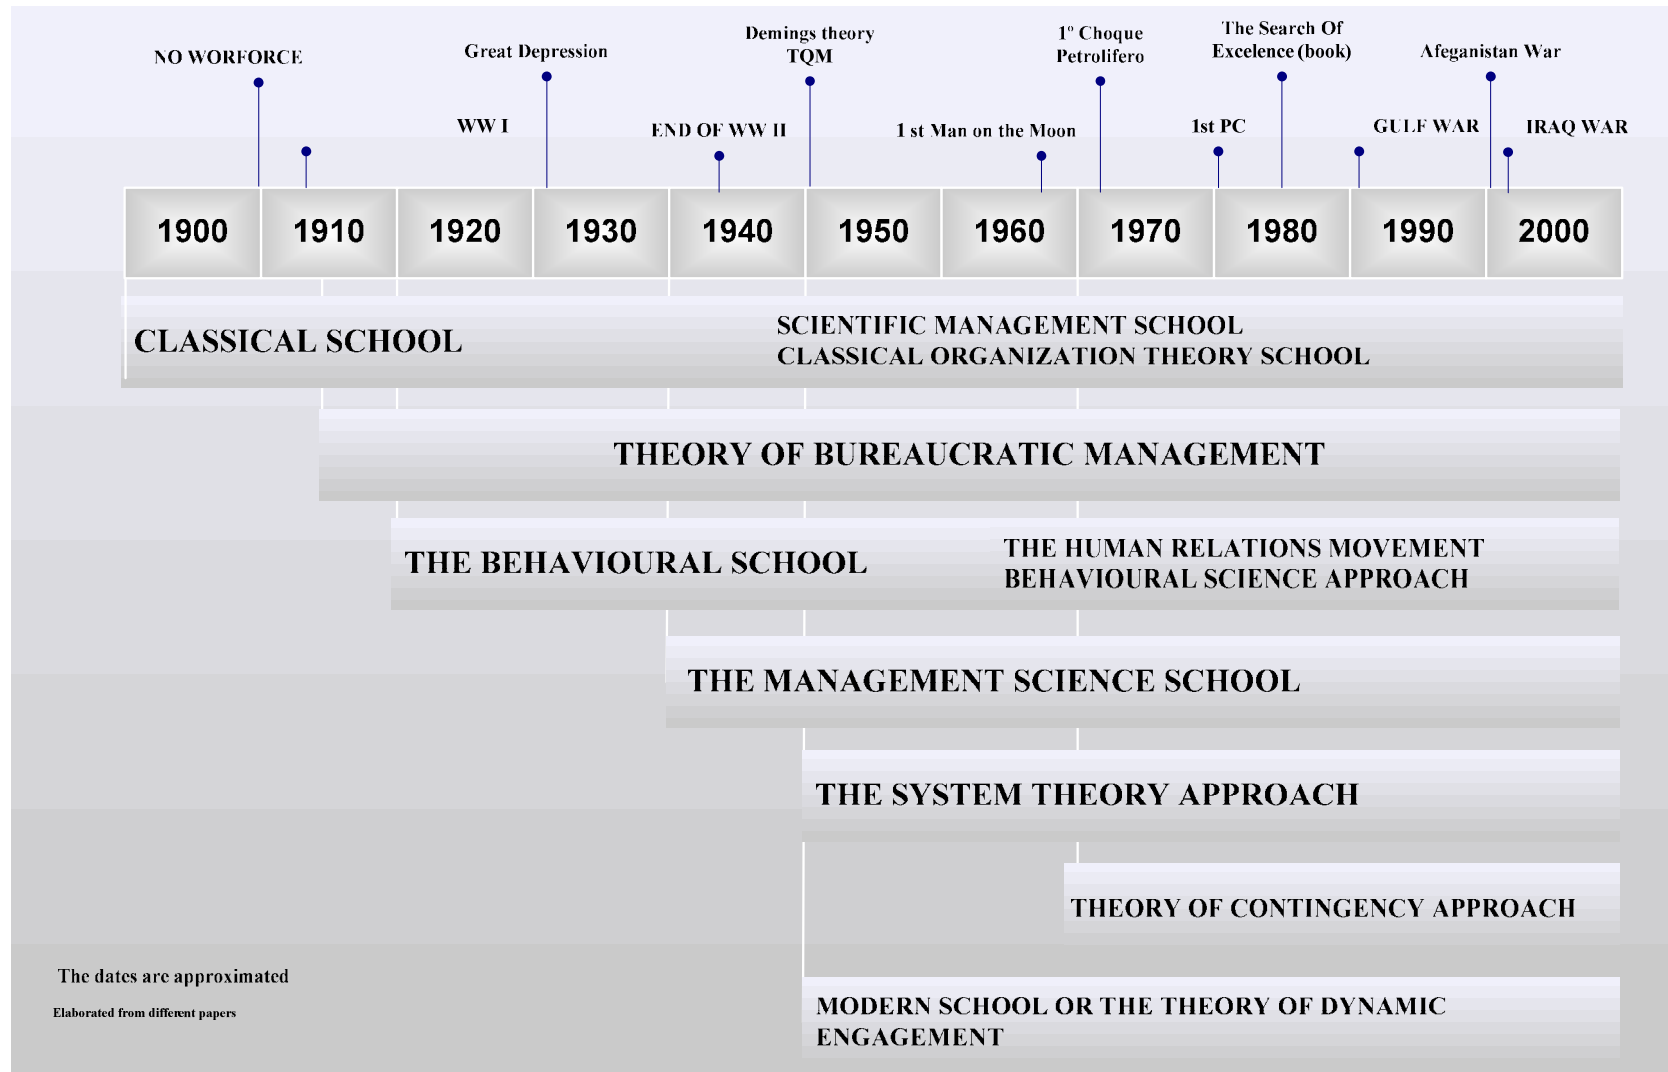 NO WORFORCE
Great Depression
Demings theory
TQM
1º Choque
Petrolifero
The Search Of
Excelence (book)
Afeganistan War
WW I
END OF WW II
1 st Man on the Moon
1st PC
GULF WAR
IRAQ WAR
1900 1910 1920 1930 1940 1950 1960 1970 1980 1990 2000
CLASSICAL SCHOOL
SCIENTIFIC MANAGEMENT SCHOOL
CLASSICAL ORGANIZATION THEORY SCHOOL
THEORY OF BUREAUCRATIC MANAGEMENT
THE BEHAVIOURAL SCHOOL
THE HUMAN RELATIONS MOVEMENT
BEHAVIOURAL SCIENCE APPROACH
THE MANAGEMENT SCIENCE SCHOOL
THE SYSTEM THEORY APPROACH
THEORY OF CONTINGENCY APPROACH
MODERN SCHOOL OR THE THEORY OF DYNAMIC
ENGAGEMENT
The dates are approximated
Elaborated from different papers